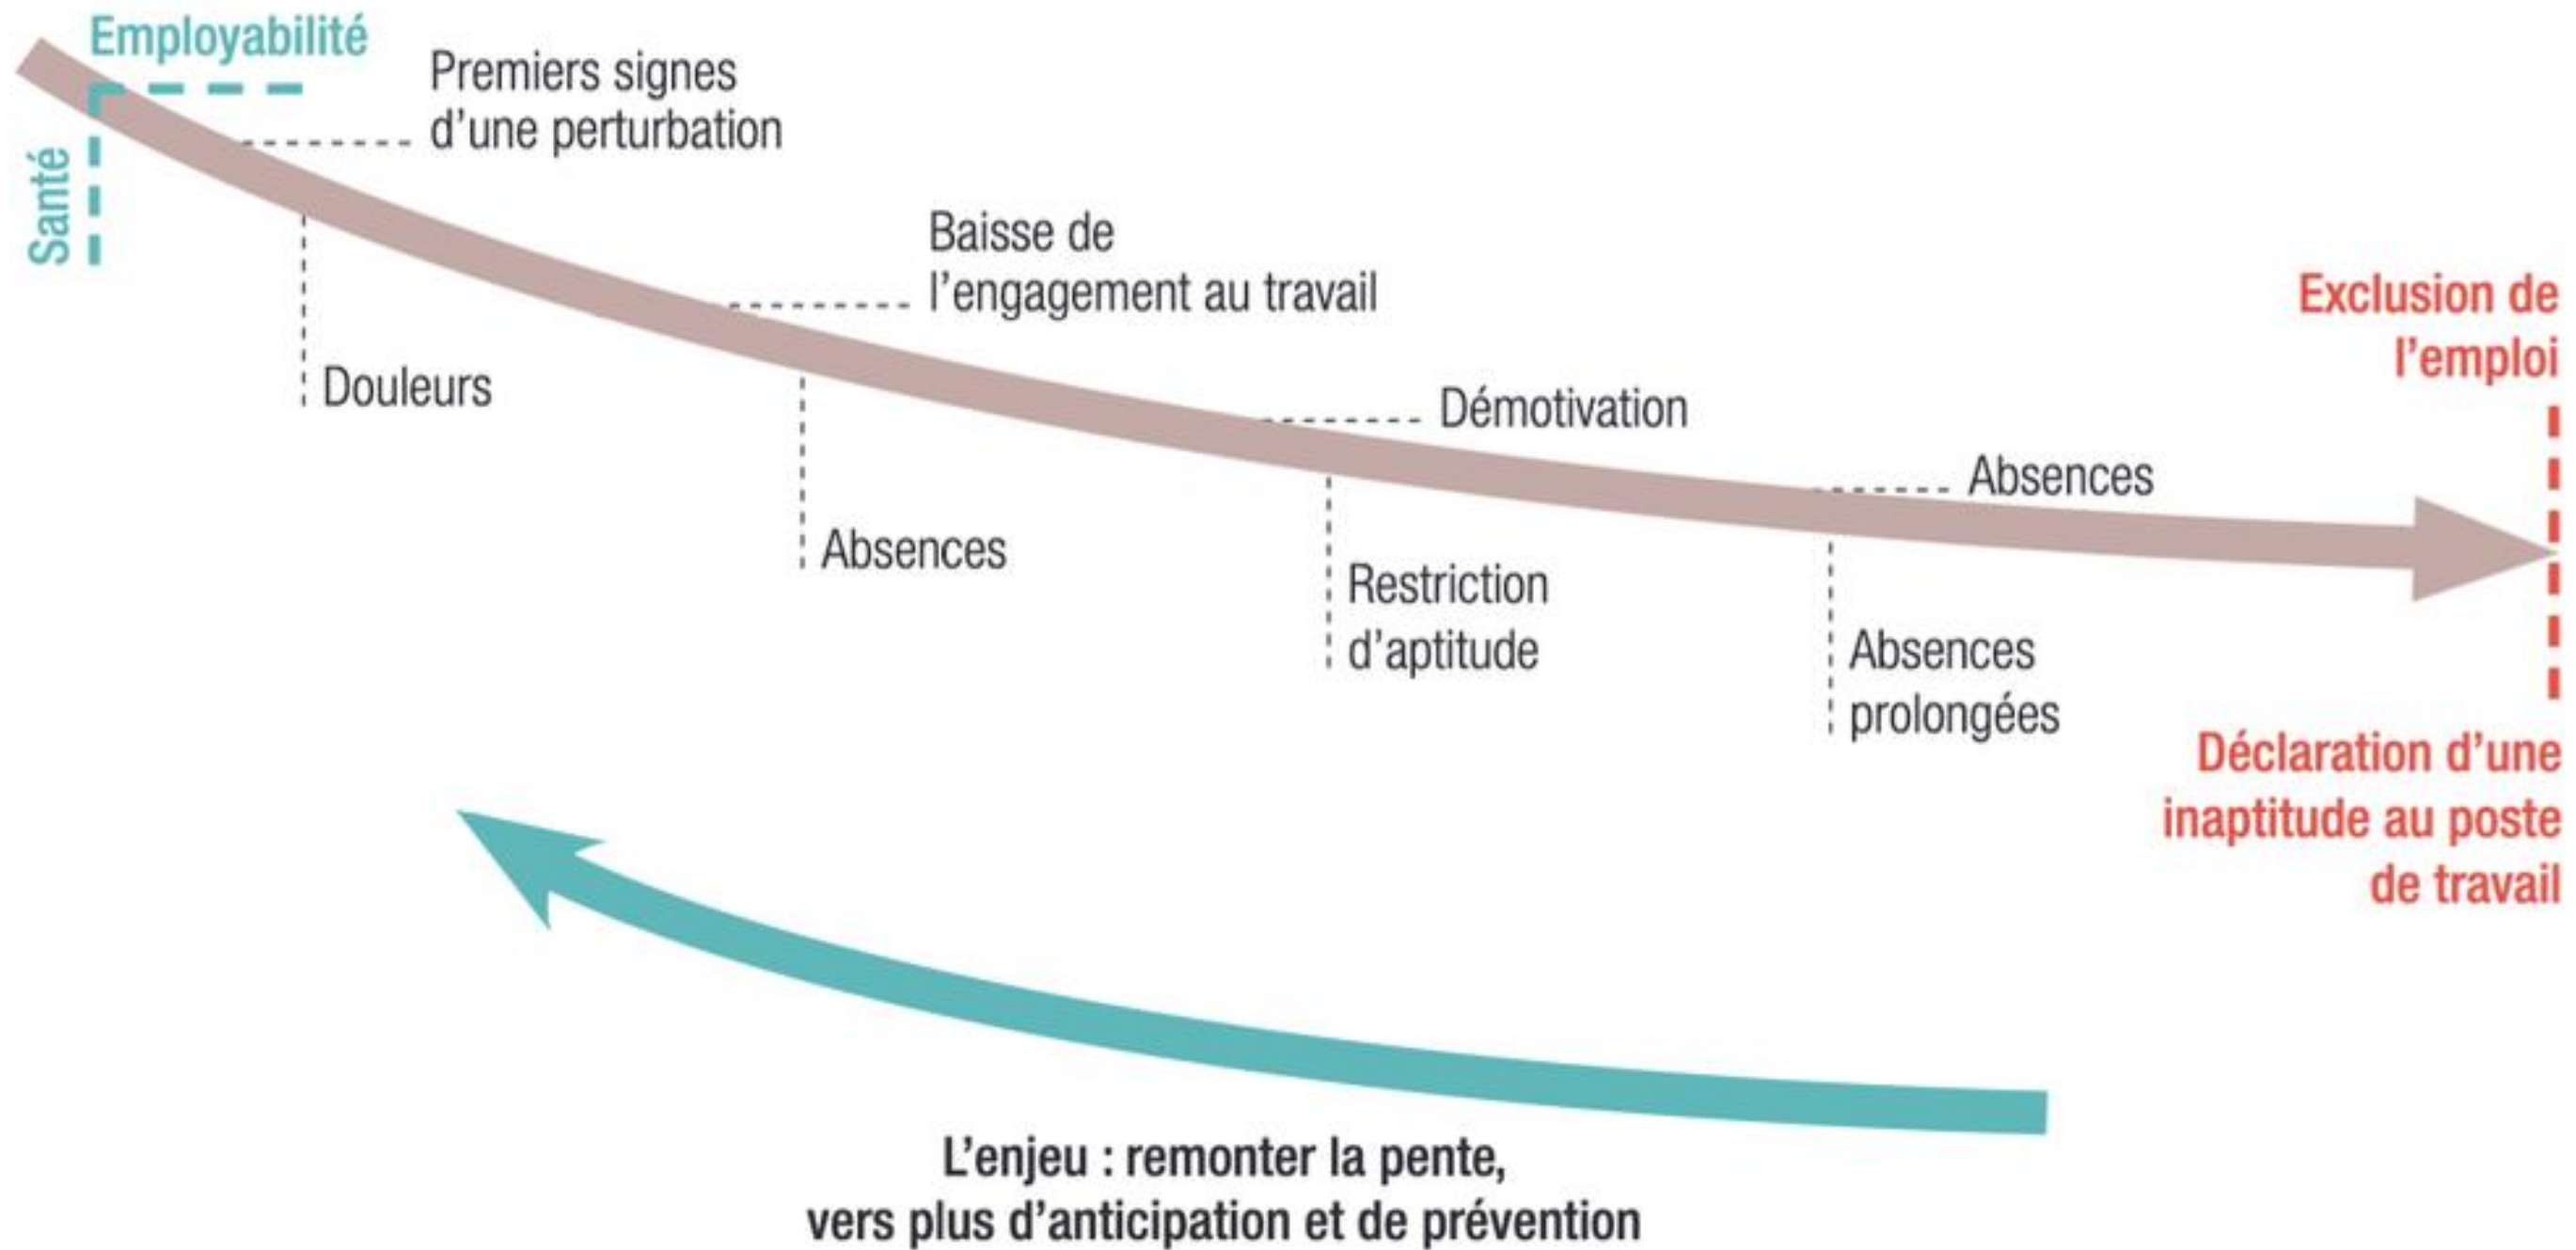 Employabilité
Santé
Premiers signes
d’une perturbation
Douleurs
Baisse de
l’engagement au travail
Absences
Démotivation
Restriction
d’aptitude
Absences
Absences
prolongées
Exclusion de
l’emploi
Déclaration d’une
inaptitude au poste
de travail
L’enjeu : remonter la pente,
vers plus d’anticipation et de prévention